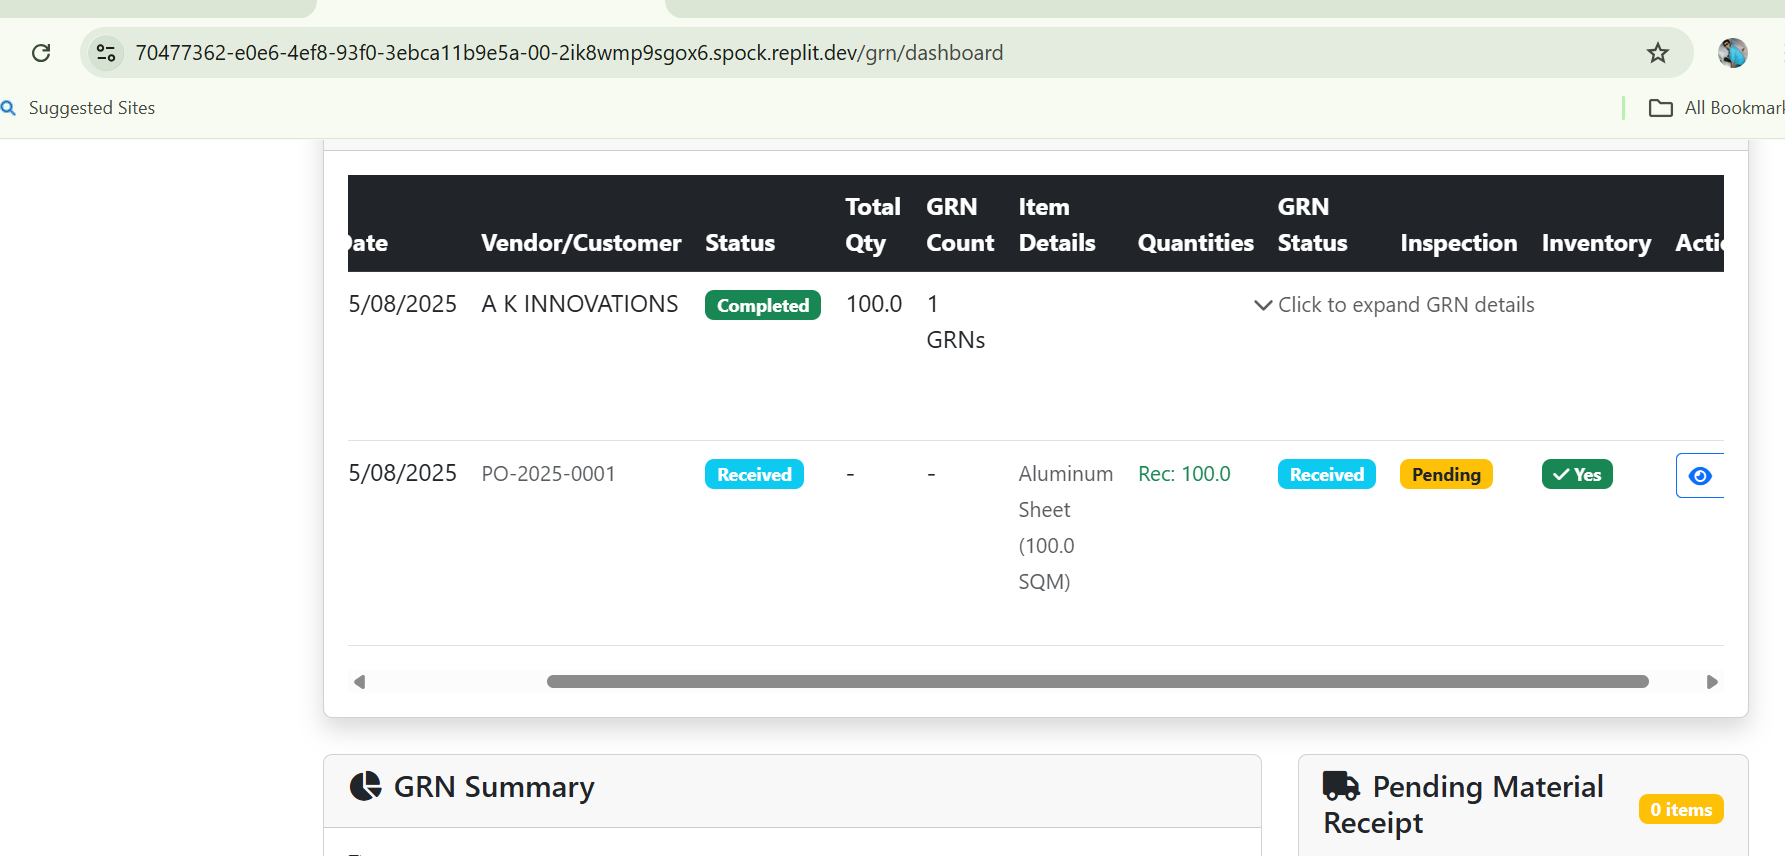 70477362-e0e6-4ef8-93f0-3ebca11b9e5a-00-2ik8wmp9sgox6.spock.replit.dev/grn/dashboard
Suggested Sites
All Bookmark
Date Vendor/Customer Status Total Qty GRN Count Item Details Quantities GRN Status Inspection Inventory Actio
5/08/2025 A K INNOVATIONS Completed 100.0 1 GRNs Click to expand GRN details
5/08/2025 PO-2025-0001 Received - - Aluminum Sheet (100.0 SQM) Rec: 100.0 Received Pending Yes
GRN Summary
Pending Material Receipt
0 items